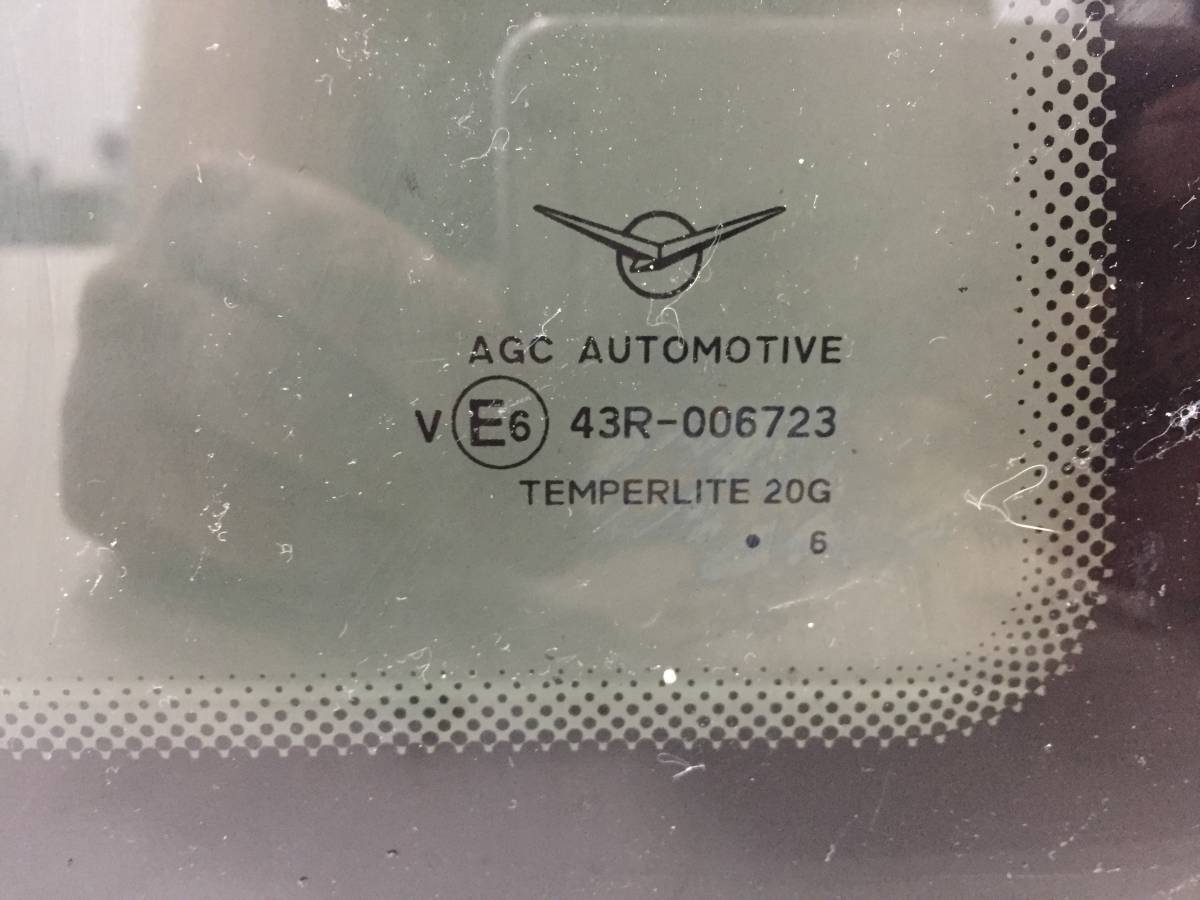 AGC AUTOMOTIVE
V E6 43R-006723
TEMPERLITE 20G
• 6